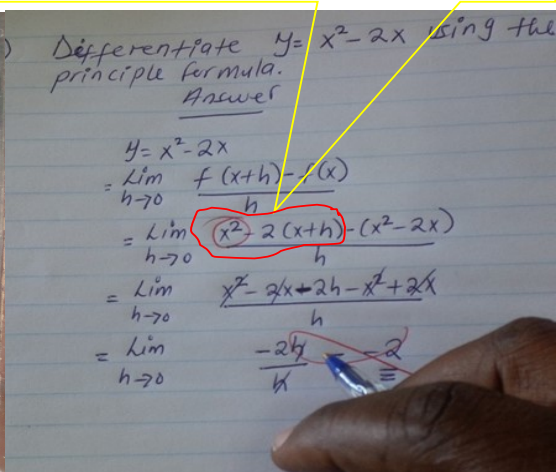 ) Differentiate y = x² - 2x using the
principle formula.
Answer
y = x² - 2x
= Lim h→0 f(x+h) - f(x) / h
= Lim h→0 x² - 2(x+h) - (x² - 2x) / h
= Lim h→0 x² - 2x - 2h - x² + 2x / h
= Lim h→0 -2h / h = -2